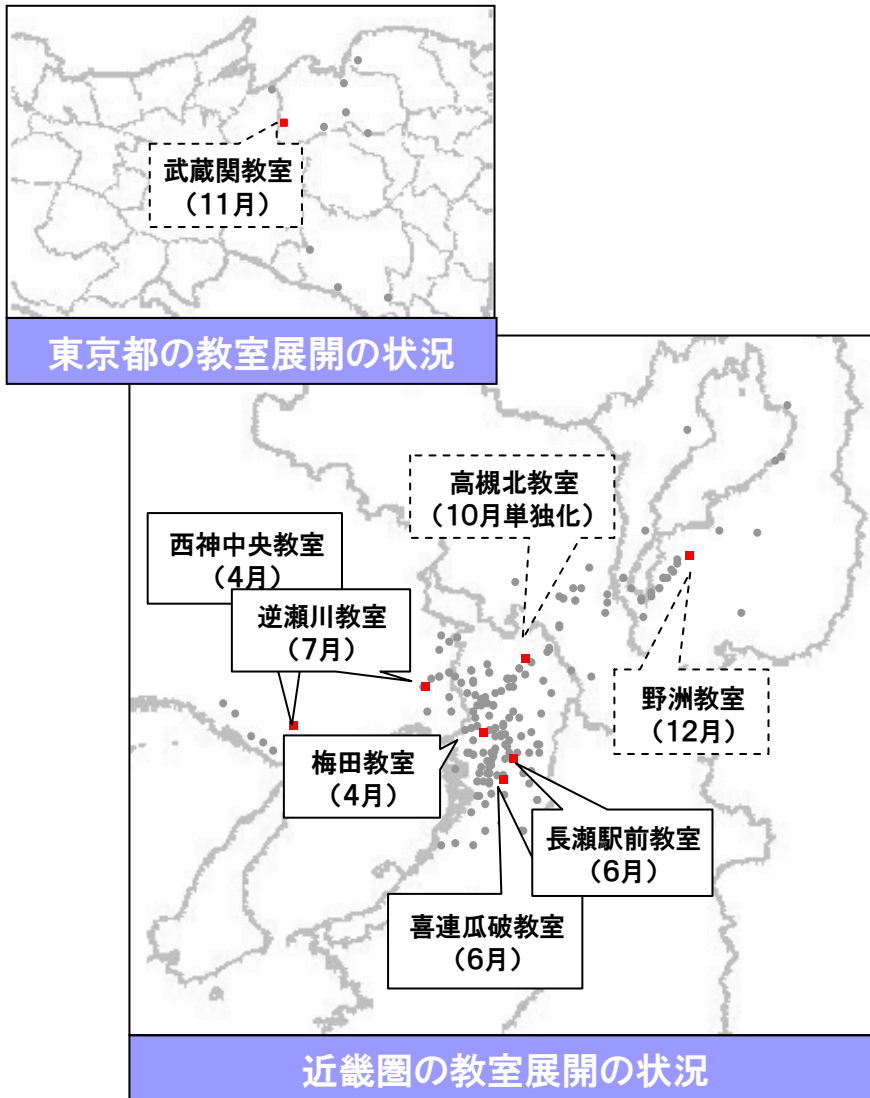 武蔵関教室
（11月）
東京都の教室展開の状況
高槻北教室
（10月単独化）
西神中央教室
（4月）
逆瀬川教室
（7月）
野洲教室
（12月）
梅田教室
（4月）
長瀬駅前教室
（6月）
喜連瓜破教室
（6月）
近畿圏の教室展開の状況